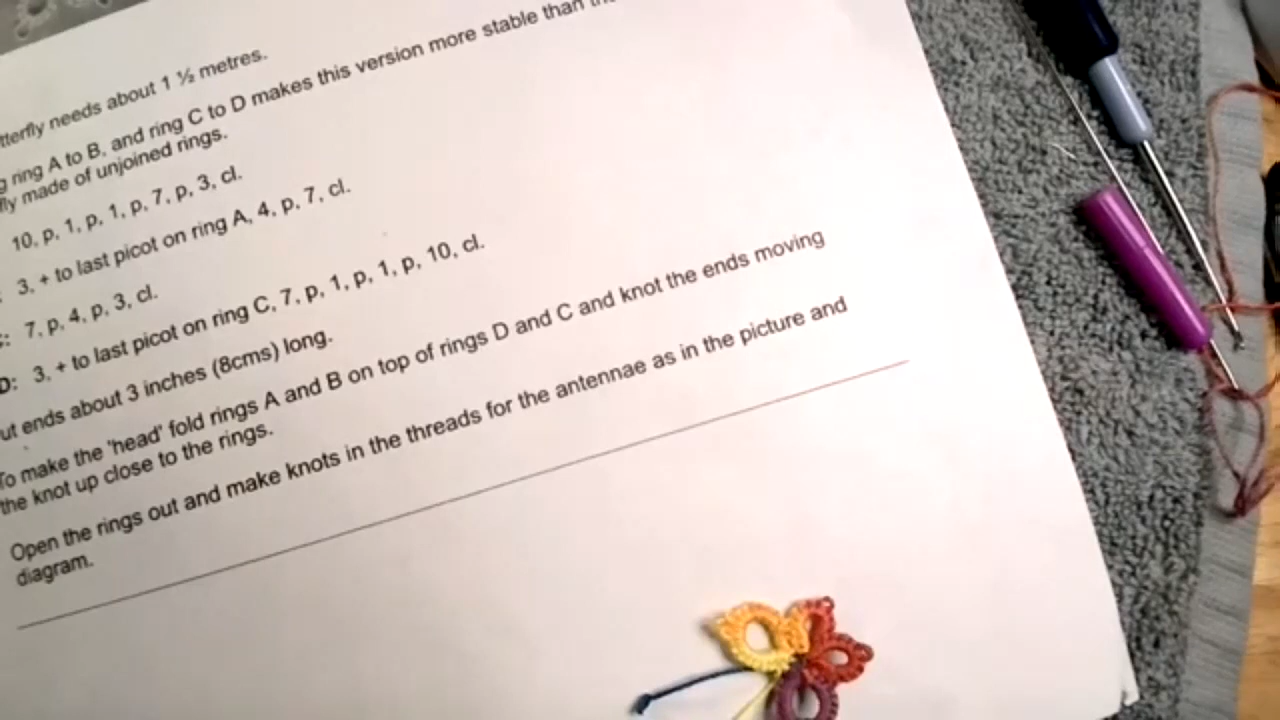 needs about 1 ½ metres.
ring A to B, and ring C to D makes this version more stable than
made of unjoined rings.
10, p, 1, p, 1, p, 7, p, 3, cl.
3, + to last picot on ring A, 4, p, 7, cl.
7, p, 4, p, 3, cl.
D: 3, + to last picot on ring C, 7, p, 1, p, 1, p, 10, cl.
ends about 3 inches (8cms) long.
To make the 'head' fold rings A and B on top of rings D and C and knot the ends moving
the knot up close to the rings.
Open the rings out and make knots in the threads for the antennae as in the picture and
diagram.